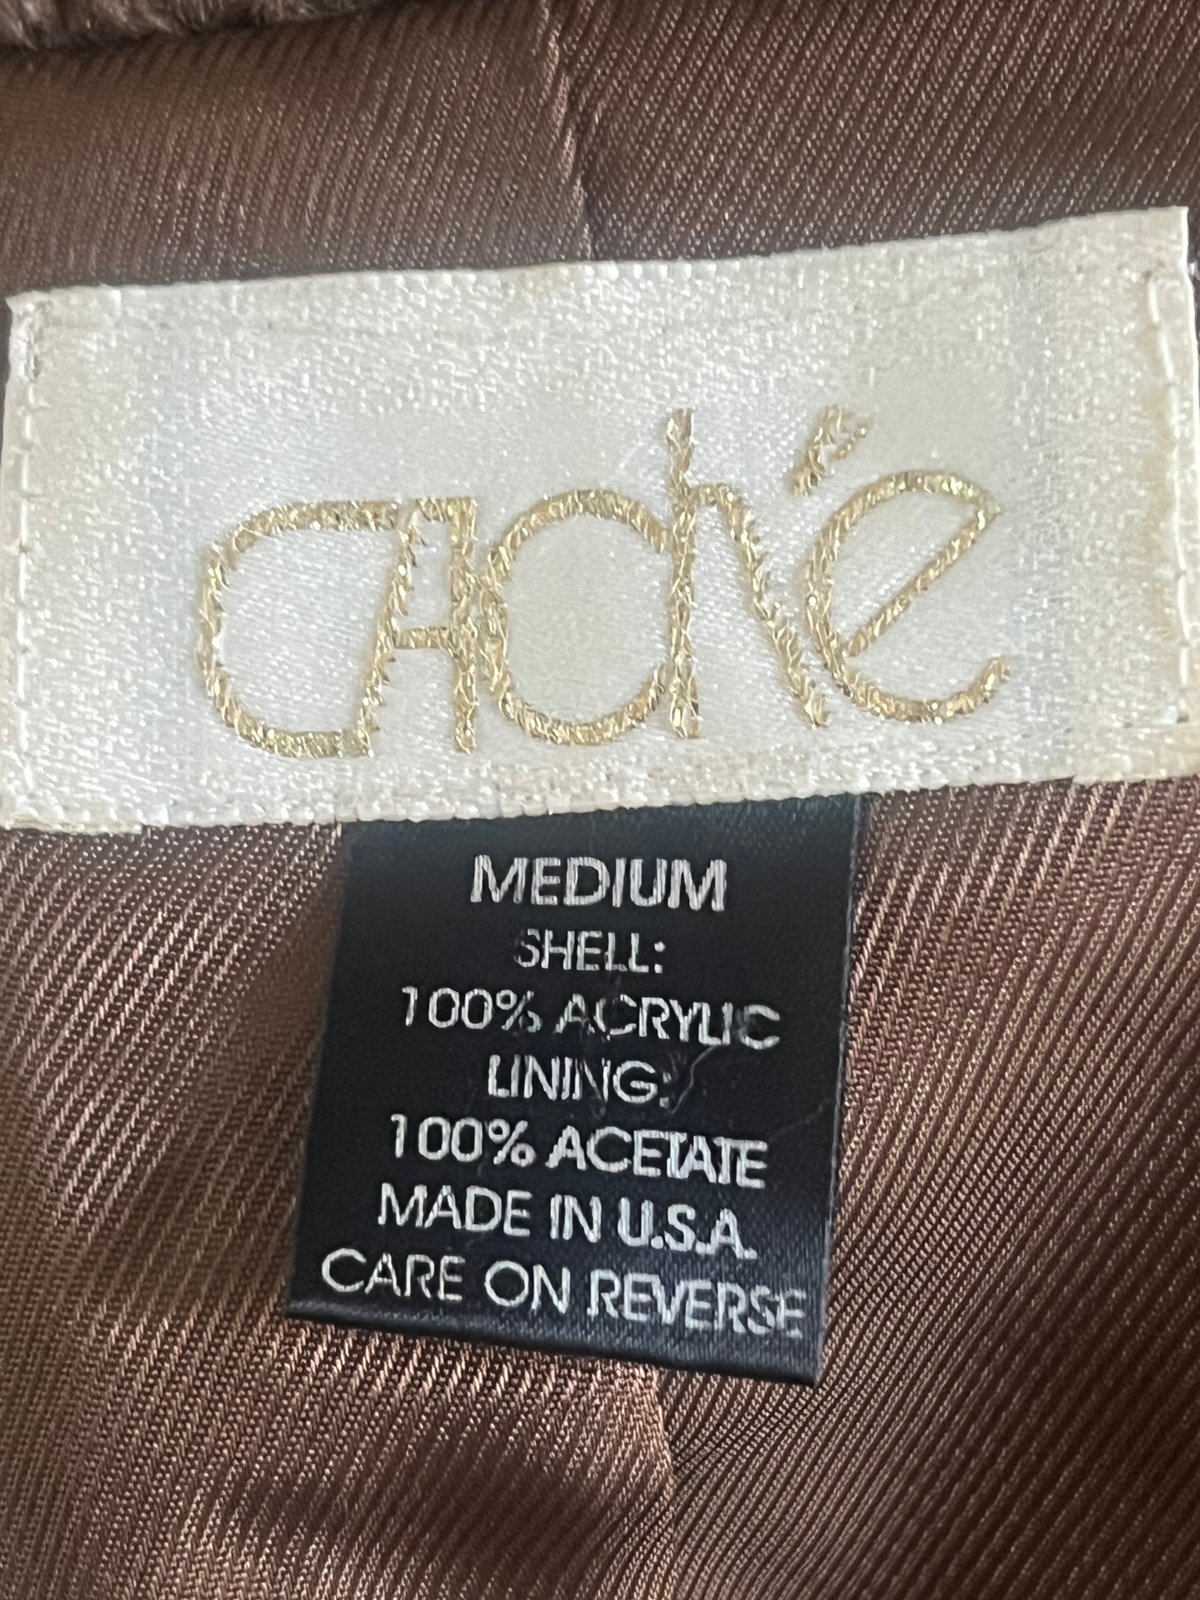 CAché
MEDIUM
SHELL:
100% ACRYLIC
LINING:
100% ACETATE
MADE IN U.S.A.
CARE ON REVERSE